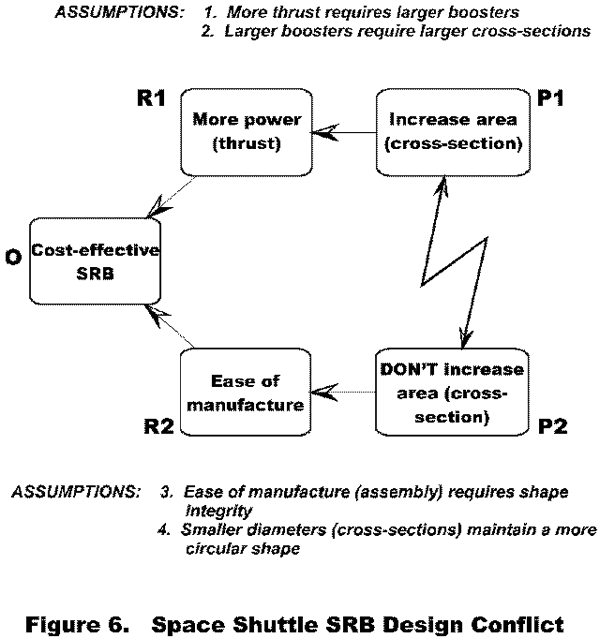 ASSUMPTIONS: 1. More thrust requires larger boosters
2. Larger boosters require larger cross-sections
R1
More power
(thrust)
Increase area
(cross-section)
P1
O
Cost-effective
SRB
R2
Ease of
manufacture
DON'T increase
area (cross-
section)
P2
ASSUMPTIONS: 3. Ease of manufacture (assembly) requires shape
integrity
4. Smaller diameters (cross-sections) maintain a more
circular shape
Figure 6. Space Shuttle SRB Design Conflict